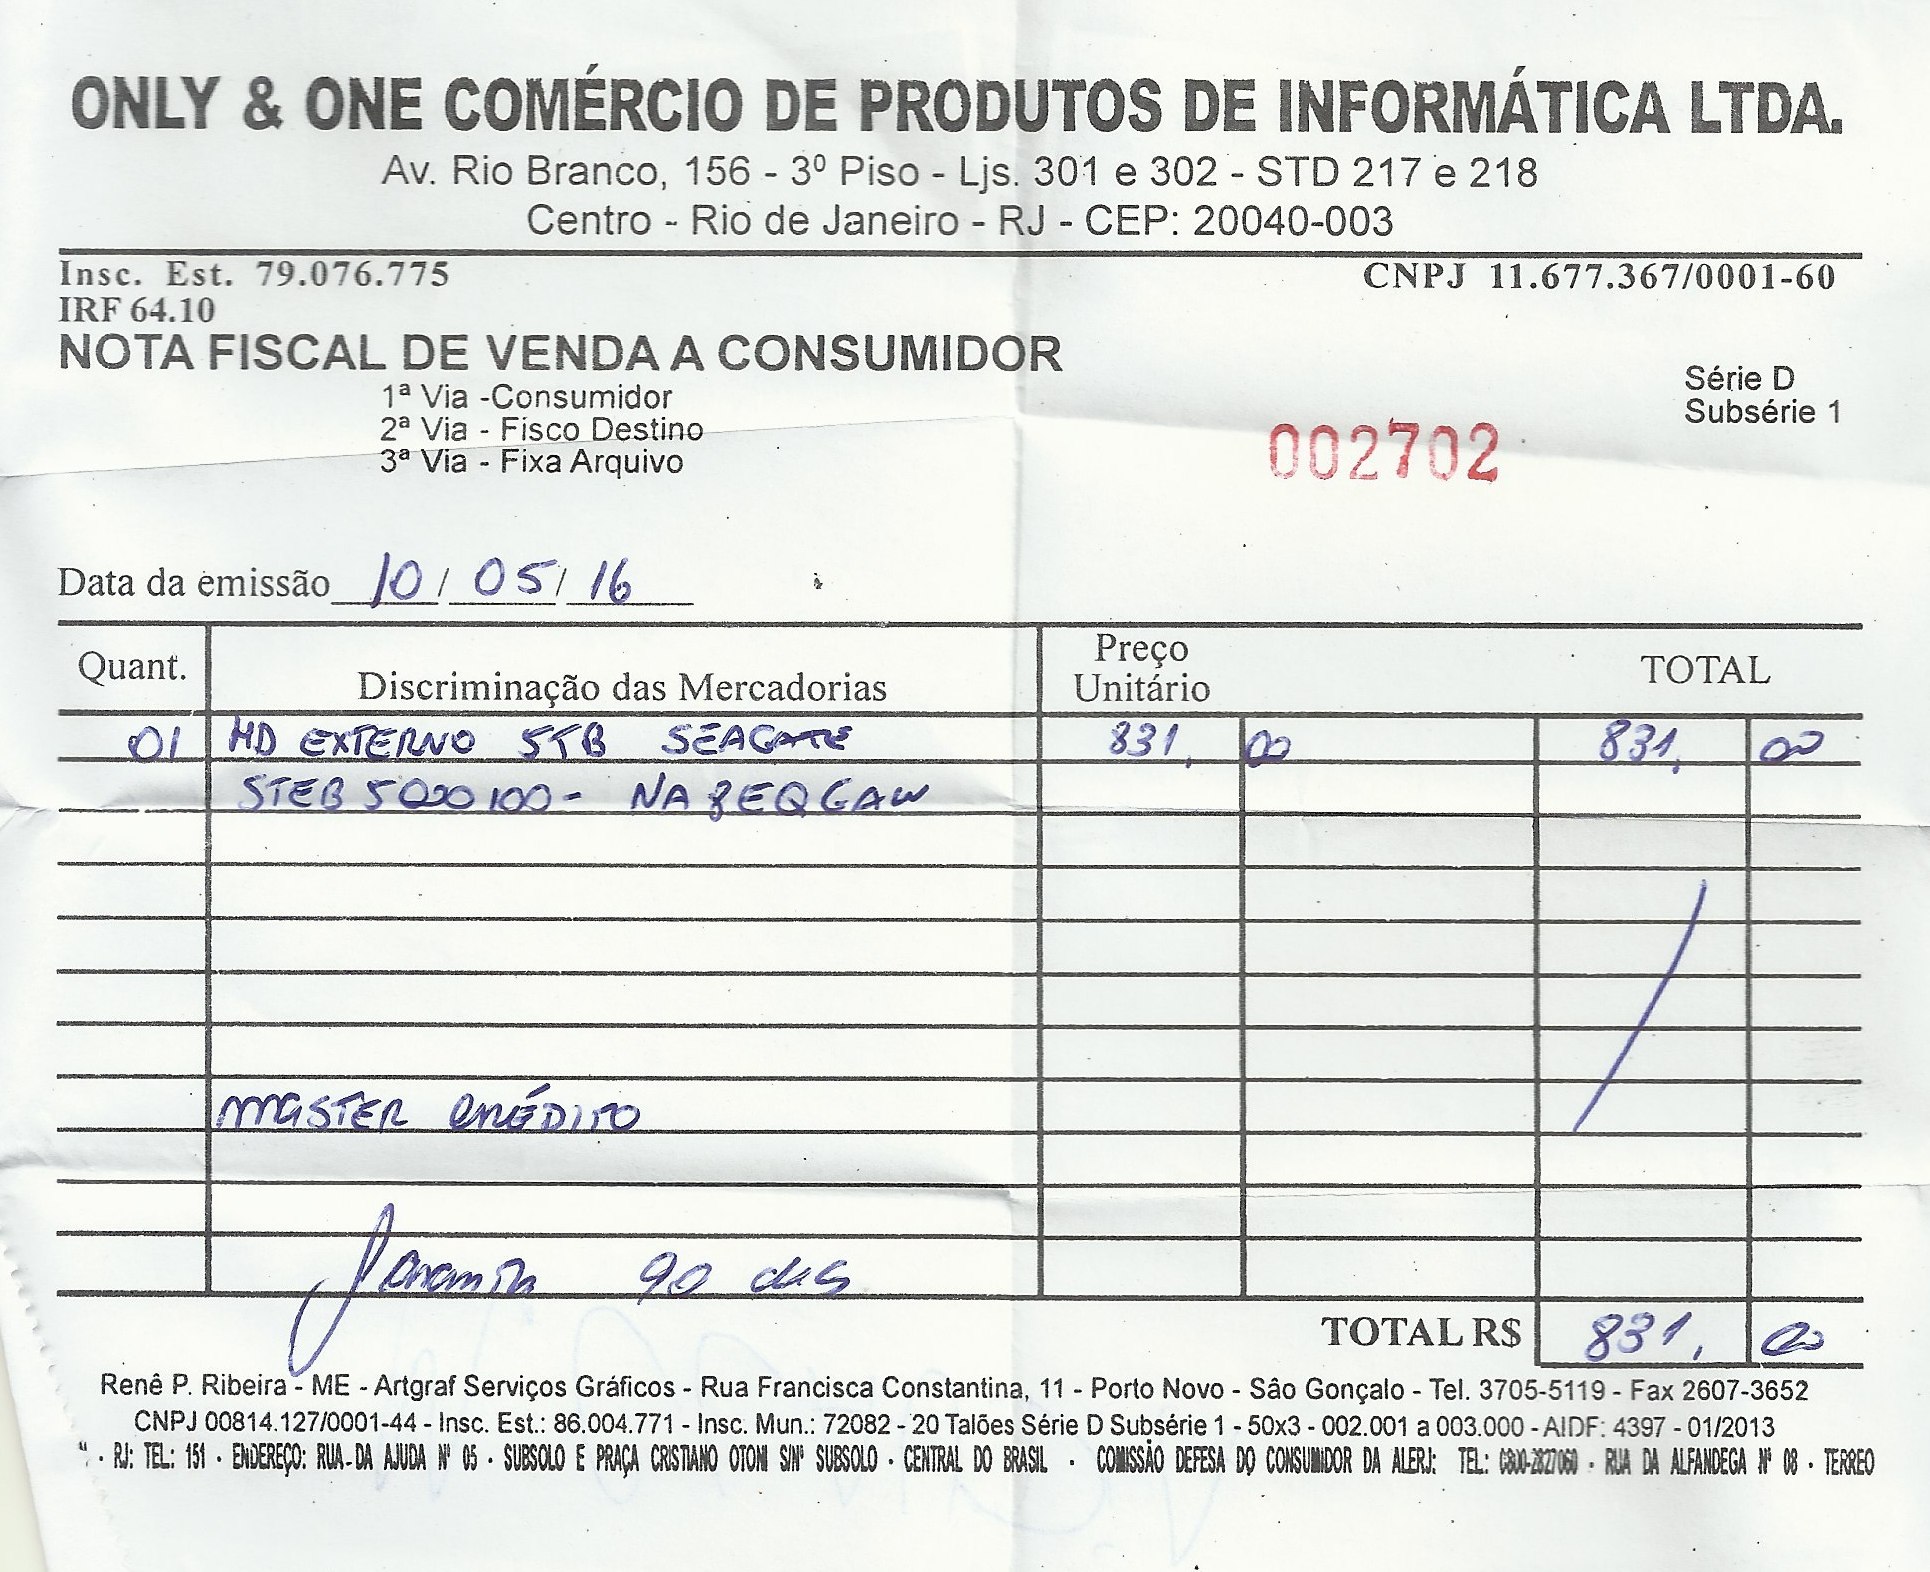 ONLY & ONE COMÉRCIO DE PRODUTOS DE INFORMÁTICA LTDA.
Av. Rio Branco, 156 - 3º Piso - Ljs. 301 e 302 - STD 217 e 218
Centro - Rio de Janeiro - RJ - CEP: 20040-003
Insc. Est. 79.076.775 CNPJ 11.677.367/0001-60
IRF 64.10
NOTA FISCAL DE VENDA A CONSUMIDOR
1ª Via -Consumidor
2ª Via - Fisco Destino
3ª Via - Fixa Arquivo
Série D
Subsérie 1
002702
Data da emissão 10 / 05 / 16
Quant. Discriminação das Mercadorias Preço Unitário TOTAL
01 HD EXTERNO 5TB SEAGATE 831, 00 831, 00
STEB5000100 -
MASTER CRÉDITO
Garantia 90 dias
TOTAL R$ 831, 00
Renê P. Ribeira - ME - Artgraf Serviços Gráficos - Rua Francisca Constantina, 11 - Porto Novo - São Gonçalo - Tel. 3705-5119 - Fax 2607-3652
CNPJ 00814.127/0001-44 - Insc. Est.: 86.004.771 - Insc. Mun.: 72082 - 20 Talões Série D Subsérie 1 - 50x3 - 002.001 a 003.000 - AIDF: 4397 - 01/2013
- RJ: TEL: 151 - ENDEREÇO: RUA DA AJUDA Nº 05 - SUBSOLO E PRAÇA CRISTIANO OTONI S/Nº SUBSOLO - CENTRAL DO BRASIL - COMISSÃO DEFESA DO CONSUMIDOR DA ALERJ: TEL: 0800-2827060 - RUA DA ALFANDEGA Nº 08 - TERREO